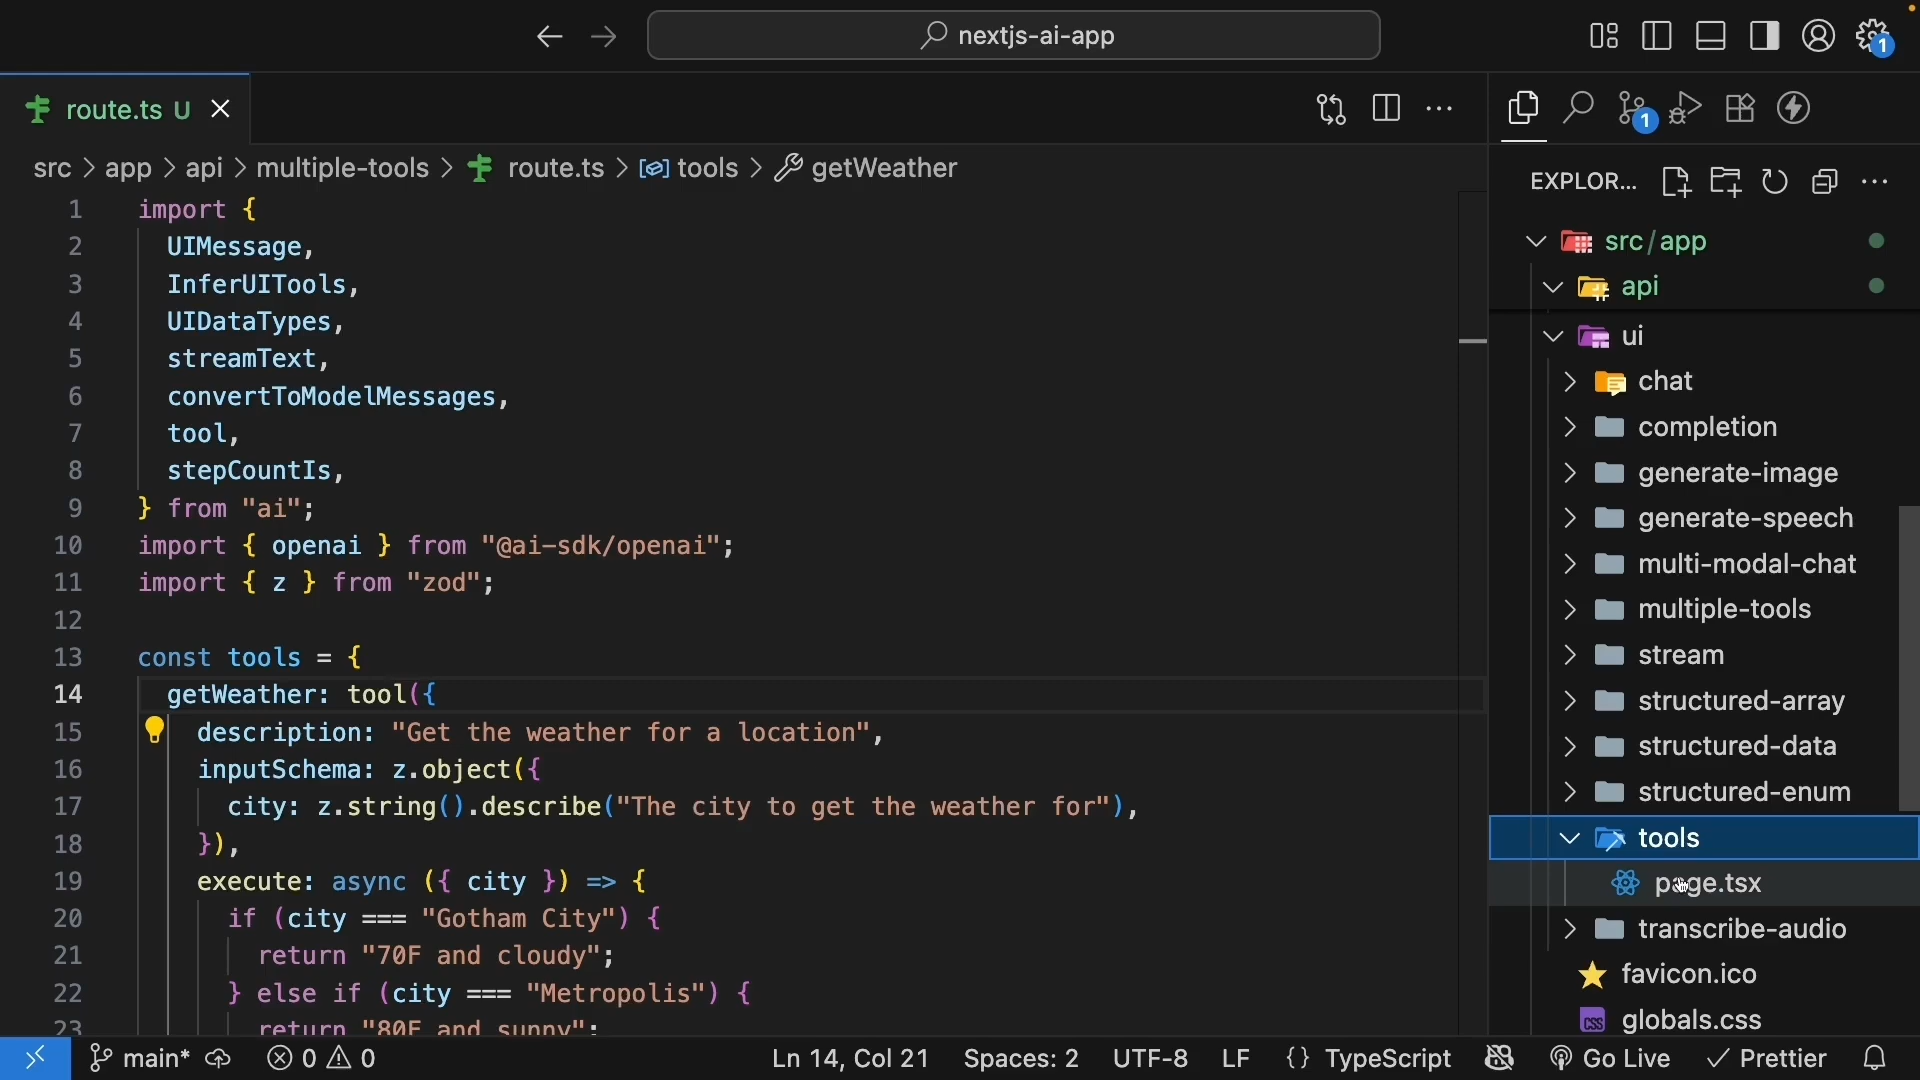 nextjs-ai-app
1
route.ts U
1
src > app > api > multiple-tools > route.ts > tools > getWeather
1 import {
2 UIMessage,
3 InferUITools,
4 UIDataTypes,
5 streamText,
6 convertToModelMessages,
7 tool,
8 stepCountIs,
9 } from "ai";
10 import { openai } from "@ai-sdk/openai";
11 import { z } from "zod";
12
13 const tools = {
14 getWeather: tool({
15 description: "Get the weather for a location",
16 inputSchema: z.object({
17 city: z.string().describe("The city to get the weather for"),
18 }),
19 execute: async ({ city }) => {
20 if (city === "Gotham City") {
21 return "70F and cloudy";
22 } else if (city === "Metropolis") {
23 return "80F and sunny";
EXPLOR...
src/app
api
ui
chat
completion
generate-image
generate-speech
multi-modal-chat
multiple-tools
stream
structured-array
structured-data
structured-enum
tools
page.tsx
transcribe-audio
favicon.ico
globals.css
main* 0 0 Ln 14, Col 21 Spaces: 2 UTF-8 LF {} TypeScript Go Live Prettier